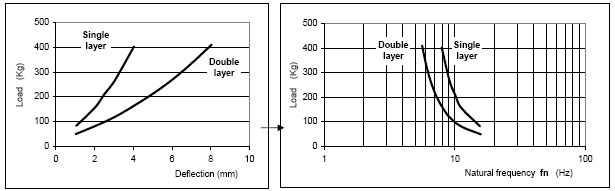 500
400
300
200
100
0
Load (Kg)
Single
layer
Double
layer
0 2 4 6 8 10
Deflection (mm)
500
400
300
200
100
0
Load (Kg)
Double
layer
Single
layer
1 10 100
Natural frequency fn (Hz)